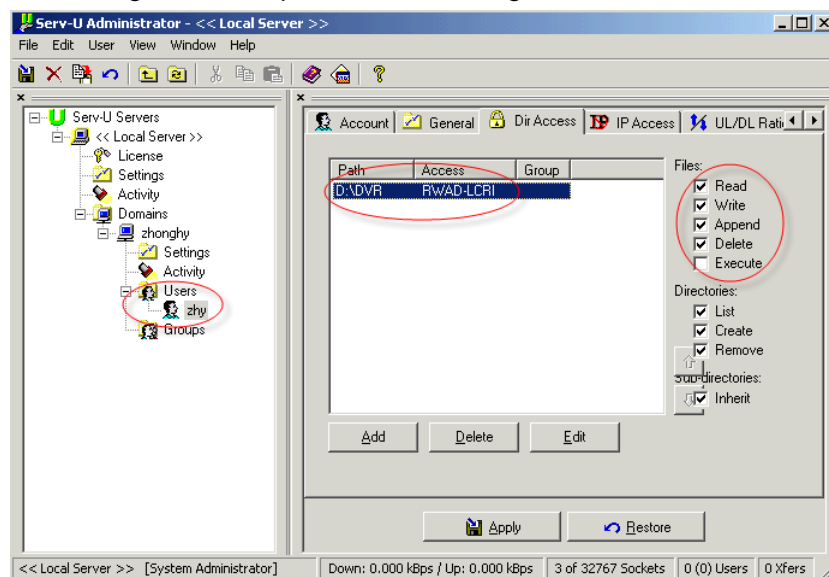 Serv-U Administrator - << Local Server >>
File Edit User View Window Help
Serv-U Servers
<< Local Server >>
License
Settings
Activity
Domains
zhonghy
Settings
Activity
Users
zhy
Groups
Account General Dir Access IP Access UL/DL Rati
Path Access Group
D:\DVR RWAD-LCRI
Files:
Read
Write
Append
Delete
Execute
Directories:
List
Create
Remove
Sub-directories:
Inherit
Add Delete Edit
Apply Restore
<< Local Server >> [System Administrator] Down: 0.000 kBps / Up: 0.000 kBps 3 of 32767 Sockets 0 (0) Users 0 Xfers